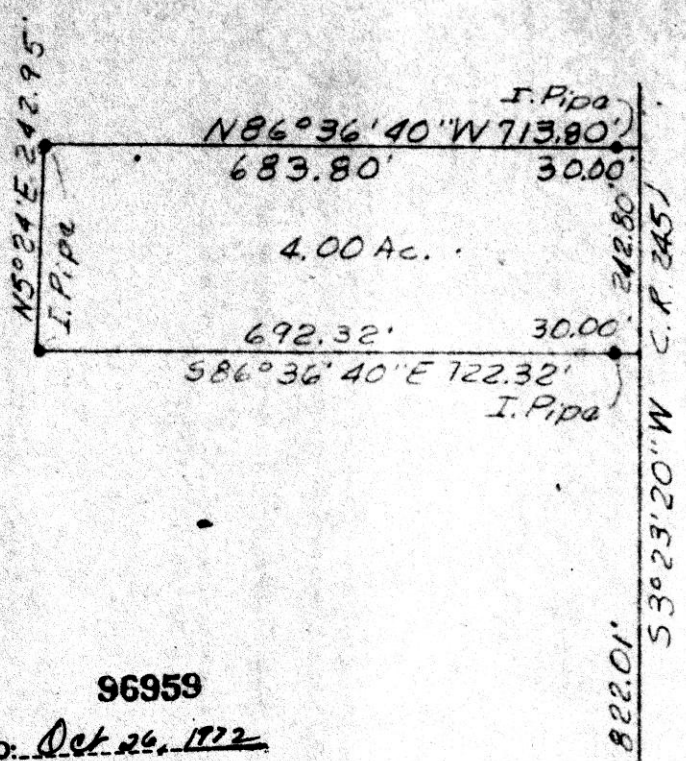 N5°24'E 242.95'
I. Pipe
I. Pipe
N86°36'40"W 713.80'
683.80' 30.00'
242.80'
C. R. 245
4.00 Ac.
692.32' 30.00'
S86°36'40"E 722.32'
I. Pipe
S3°23'20"W
822.01'
96959
D: Oct 26, 1972